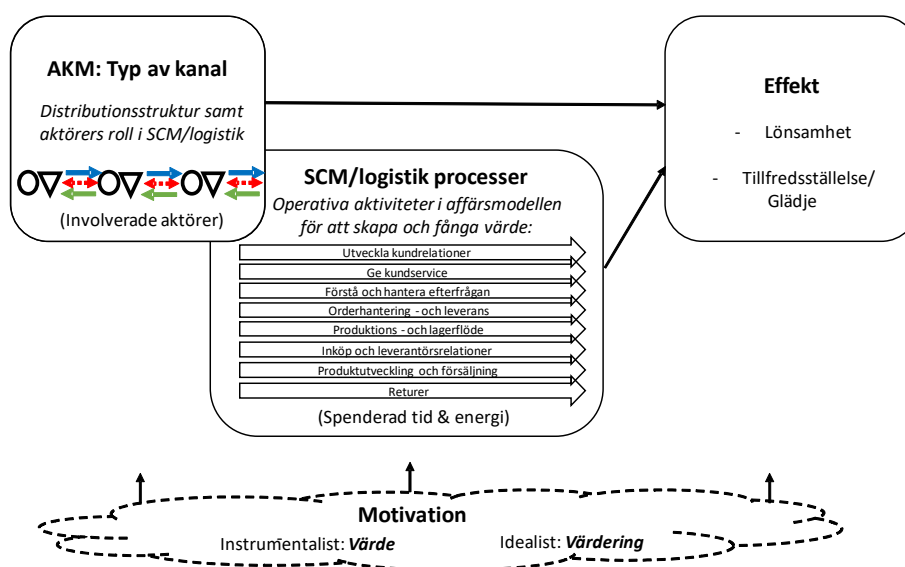 AKM: Typ av kanal
Distributionsstruktur samt
aktörers roll i SCM/logistik
(Involverade aktörer)
SCM/logistik processer
Operativa aktiviteter i affärsmodellen
för att skapa och fånga värde:
Utveckla kundrelationer
Ge kundservice
Förstå och hantera efterfrågan
Orderhantering - och leverans
Produktions - och lagerflöde
Inköp och leverantörsrelationer
Produktutveckling och försäljning
Returer
(Spenderad tid & energi)
Effekt
- Lönsamhet
- Tillfredsställelse/
Glädje
Motivation
Instrumentalist: Värde
Idealist: Värdering